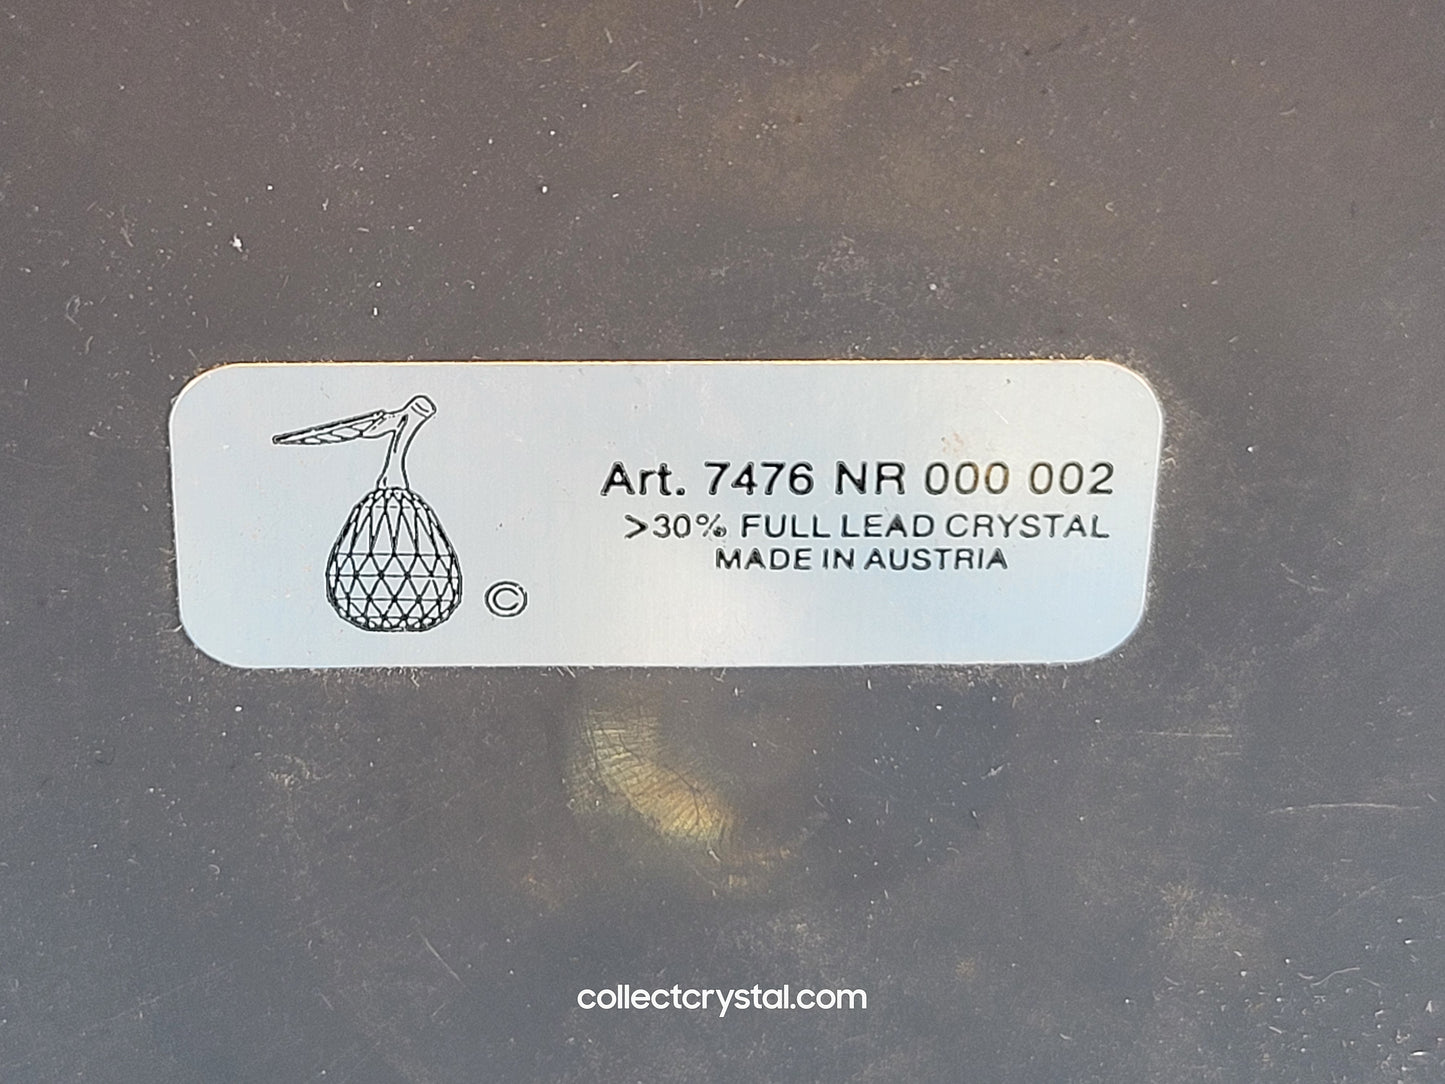 Art. 7476 NR 000 002
>30% FULL LEAD CRYSTAL
MADE IN AUSTRIA
©
collectcrystal.com